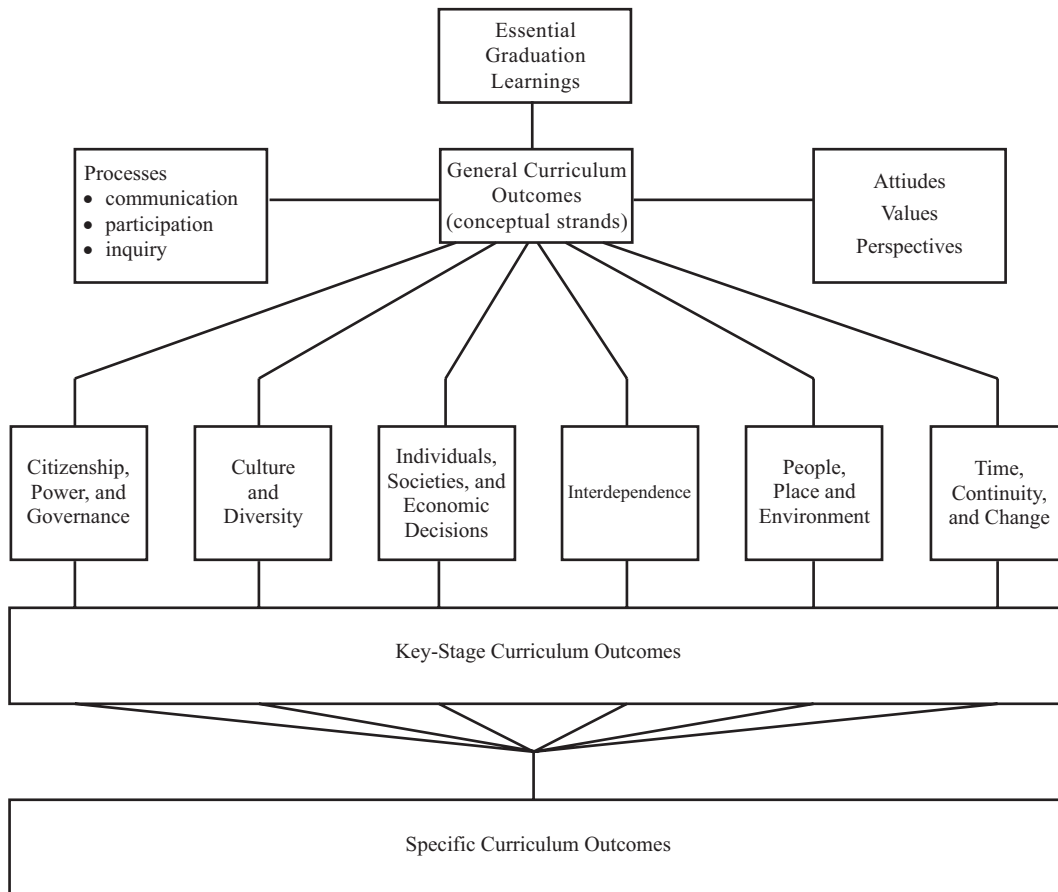 Essential
Graduation
Learnings
Processes
• communication
• participation
• inquiry
General Curriculum
Outcomes
(conceptual strands)
Attiudes
Values
Perspectives
Citizenship,
Power, and
Governance
Culture
and
Diversity
Individuals,
Societies, and
Economic
Decisions
Interdependence
People,
Place and
Environment
Time,
Continuity,
and Change
Key-Stage Curriculum Outcomes
Specific Curriculum Outcomes